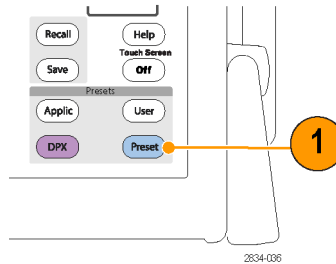 Recall
Help
Touch Screen
Save
Off
Presets
Applic
User
DPX
Preset
1
2834-036